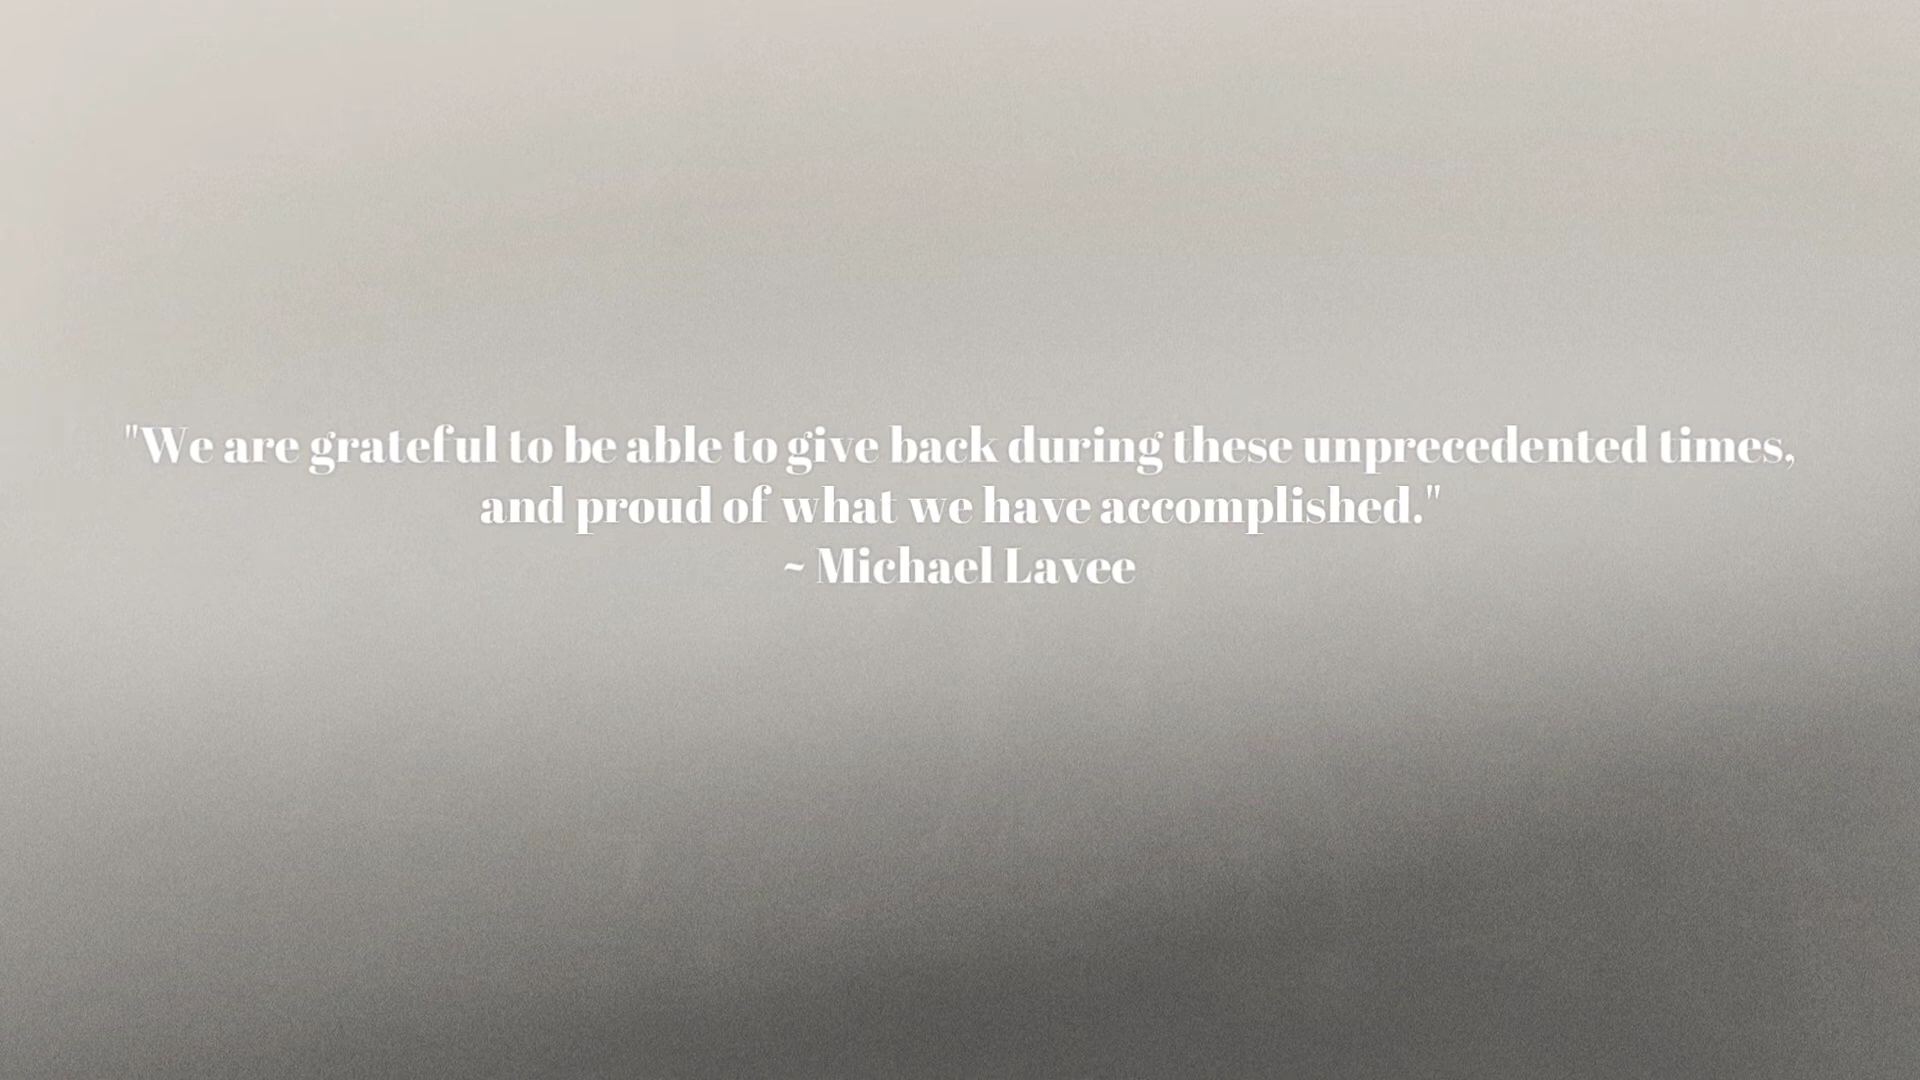 "We are grateful to be able to give back during these unprecedented times,
and proud of what we have accomplished."
~ Michael Lavee